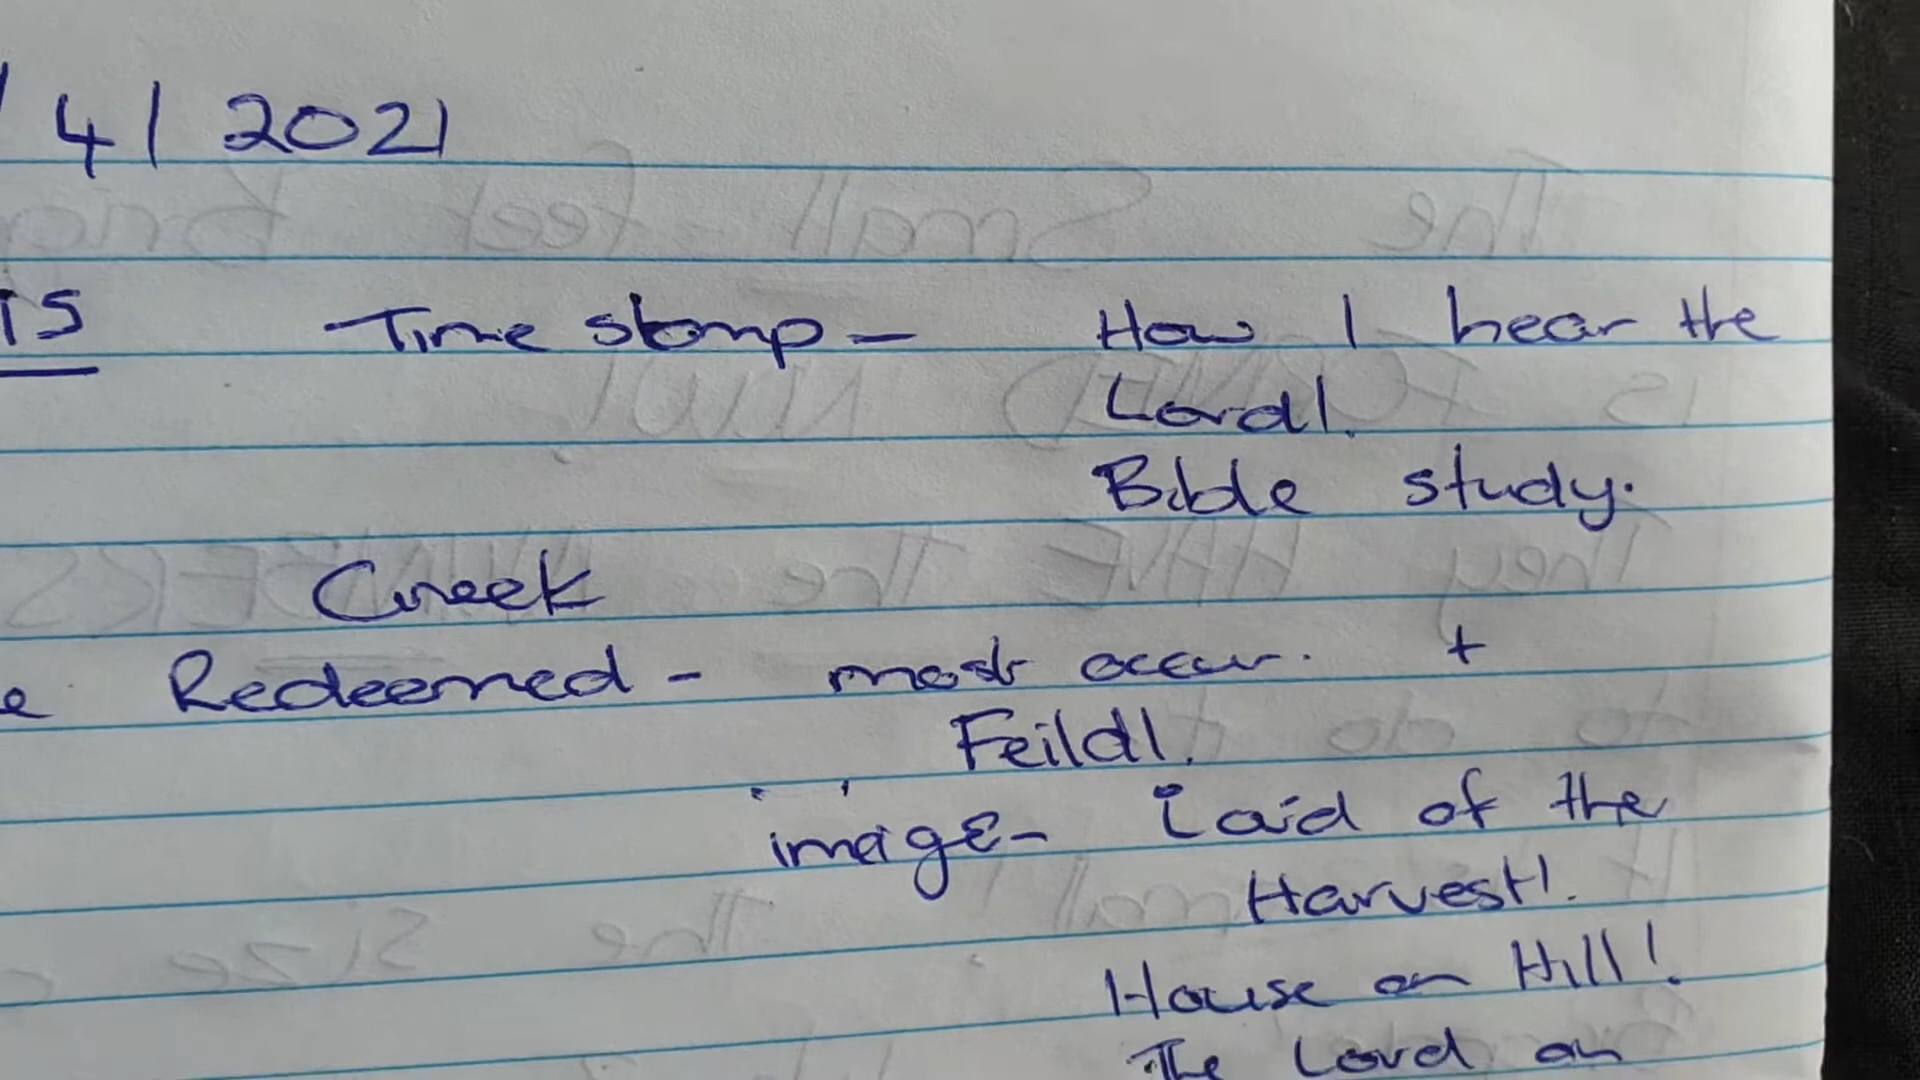 /4/2021
Time stamp - How I hear the
Lord!.
Bible study.
Creek
Redeemed - most occur. +
Feild!.
image - Laid of the
Harvest!.
House on Hill!
The Lord on